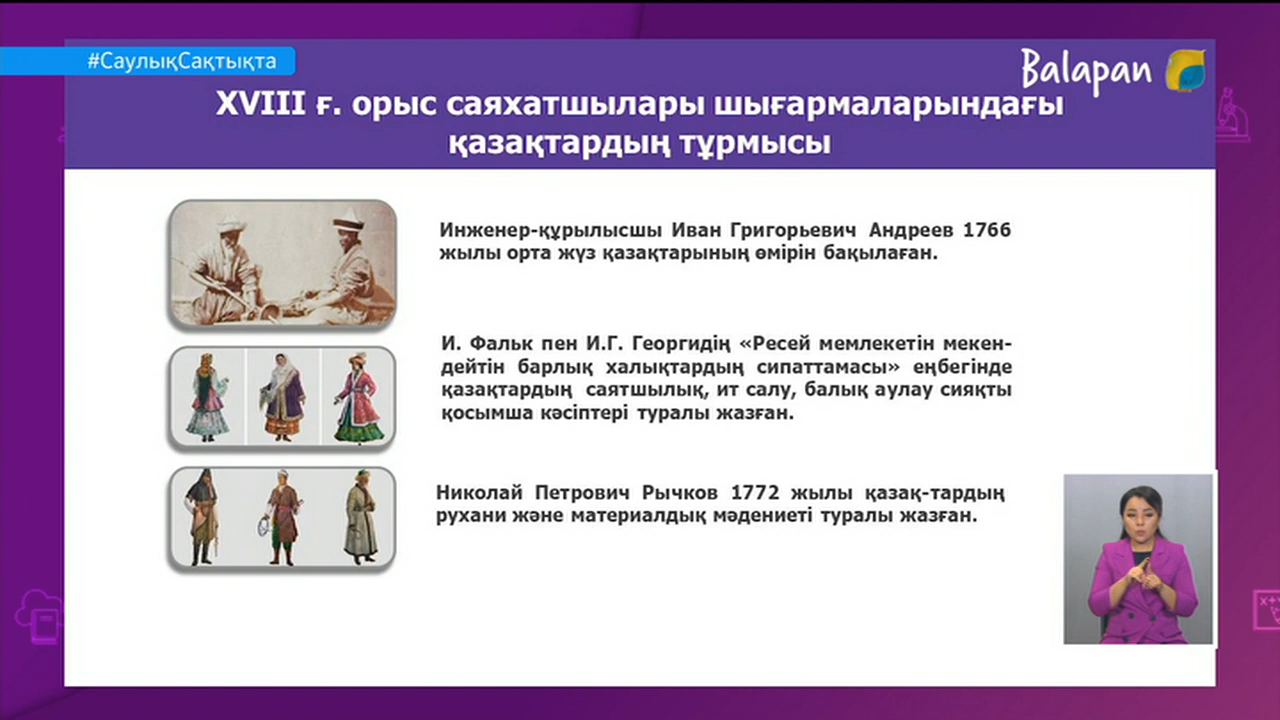 #СаулықСақтықта
Balapan
XVIII ғ. орыс саяхатшылары шығармаларындағы
қазақтардың тұрмысы
Инженер-құрылысшы Иван Григорьевич Андреев 1766
жылы орта жүз қазақтарының өмірін бақылаған.
И. Фальк пен И.Г. Георгидің «Ресей мемлекетін мекен-
дейтін барлық халықтардың сипаттамасы» еңбегінде
қазақтардың саятшылық, ит салу, балық аулау сияқты
қосымша кәсіптері туралы жазған.
Николай Петрович Рычков 1772 жылы қазақ-тардың
рухани және материалдық мәдениеті туралы жазған.